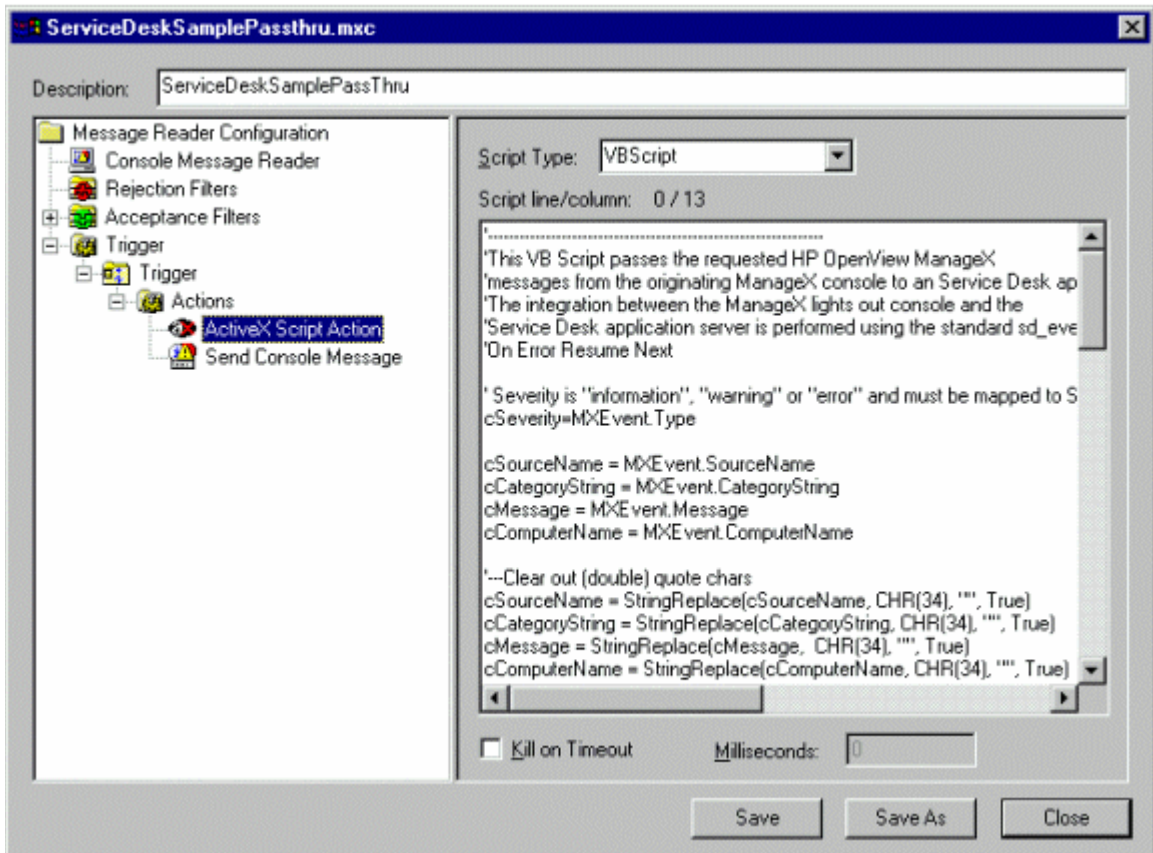 ServiceDeskSamplePassthru.mxc
Description: ServiceDeskSamplePassThru
Message Reader Configuration
Console Message Reader
Rejection Filters
Acceptance Filters
Trigger
Trigger
Actions
ActiveX Script Action
Send Console Message
Script Type: VBScript
Script line/column: 0 / 13
'----------------------------------------------------------------
'This VB Script passes the requested HP OpenView ManageX
'messages from the originating ManageX console to an Service Desk ap
'The integration between the ManageX lights out console and the
'Service Desk application server is performed using the standard sd_eve
'On Error Resume Next
' Severity is "information", "warning" or "error" and must be mapped to S
cSeverity=MXEvent.Type
cSourceName = MXEvent.SourceName
cCategoryString = MXEvent.CategoryString
cMessage = MXEvent.Message
cComputerName = MXEvent.ComputerName
'---Clear out (double) quote chars
cSourceName = StringReplace(cSourceName, CHR(34), "'", True)
cCategoryString = StringReplace(cCategoryString, CHR(34), "'", True)
cMessage = StringReplace(cMessage, CHR(34), "'", True)
cComputerName = StringReplace(cComputerName, CHR(34), "'", True)
Kill on Timeout Milliseconds: 0
Save Save As Close